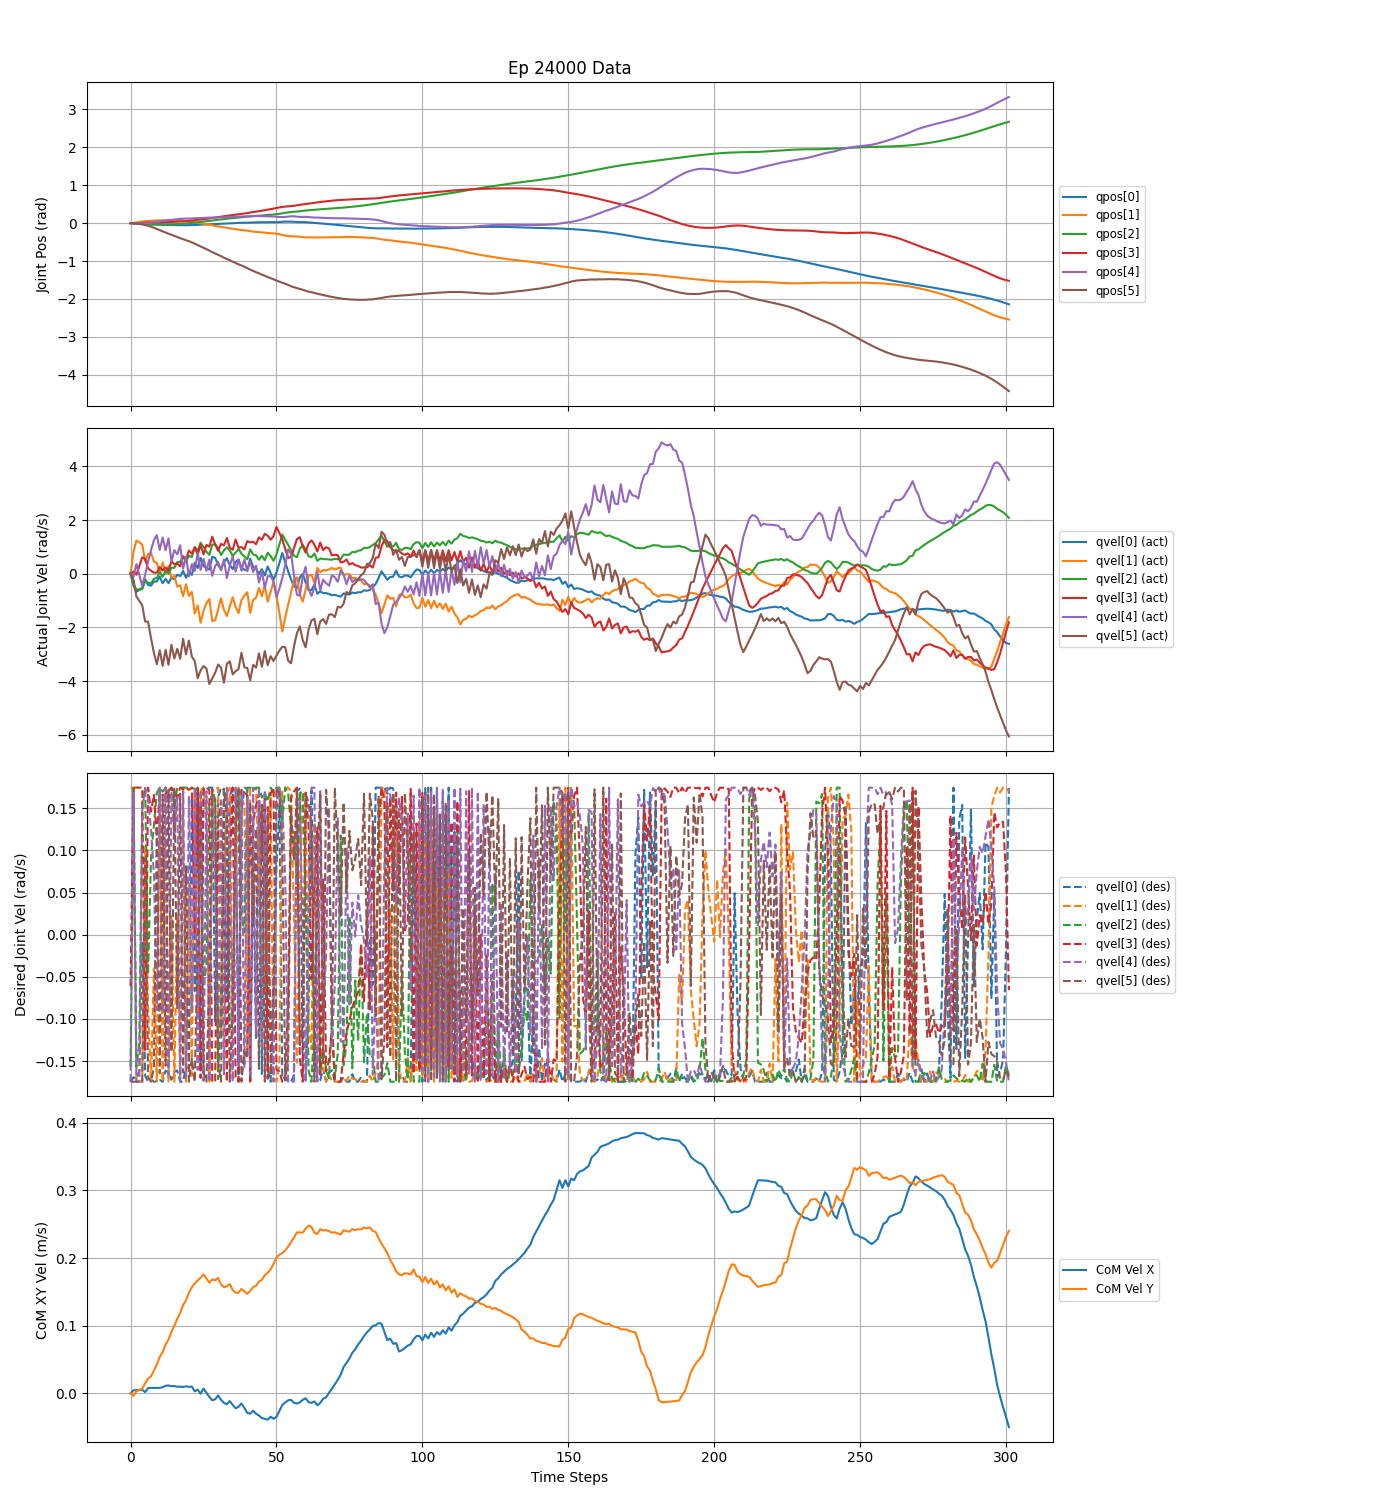 Ep 24000 Data
Joint Pos (rad)
3
2
1
0
−1
−2
−3
−4
qpos[0]
qpos[1]
qpos[2]
qpos[3]
qpos[4]
qpos[5]
Actual Joint Vel (rad/s)
4
2
0
−2
−4
−6
qvel[0] (act)
qvel[1] (act)
qvel[2] (act)
qvel[3] (act)
qvel[4] (act)
qvel[5] (act)
Desired Joint Vel (rad/s)
0.15
0.10
0.05
0.00
−0.05
−0.10
−0.15
qvel[0] (des)
qvel[1] (des)
qvel[2] (des)
qvel[3] (des)
qvel[4] (des)
qvel[5] (des)
CoM XY Vel (m/s)
0.4
0.3
0.2
0.1
0.0
CoM Vel X
CoM Vel Y
0 50 100 150 200 250 300
Time Steps